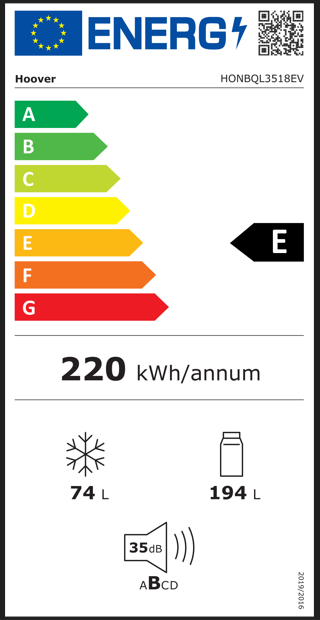 ENERG
Hoover HONBQL3518EV
A
B
C
D
E
E
F
G
220 kWh/annum
74 L 194 L
35dB
ABCD
2019/2016